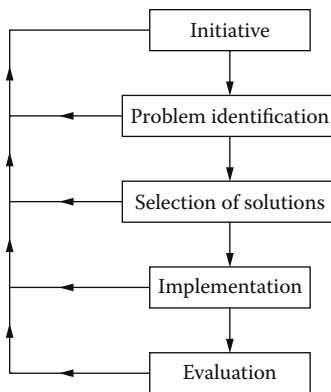 Initiative
Problem identification
Selection of solutions
Implementation
Evaluation